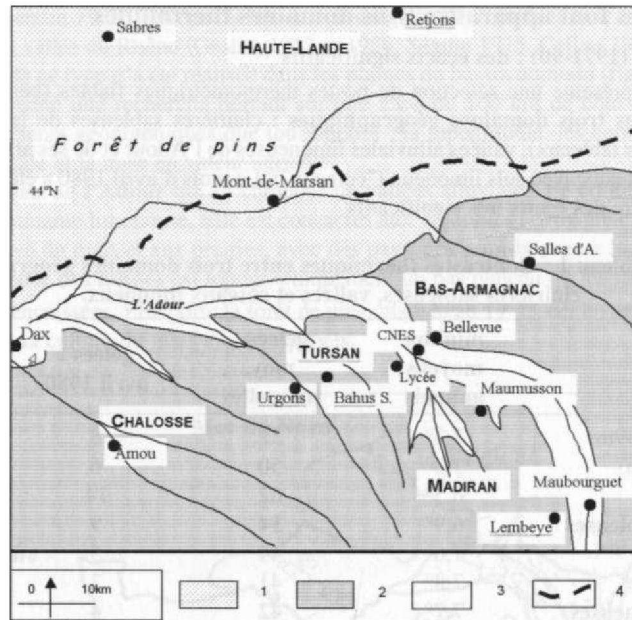 Sabres
Retjons
HAUTE-LANDE
Forêt de pins
44°N
Mont-de-Marsan
Salles d'A.
BAS-ARMAGNAC
L'Adour
Dax
CNES
Bellevue
TURSAN
Lycée
Maumusson
Urgons
Bahus S.
CHALOSSE
Amou
MADIRAN
Maubourguet
Lembeye
0 10km 1 2 3 4